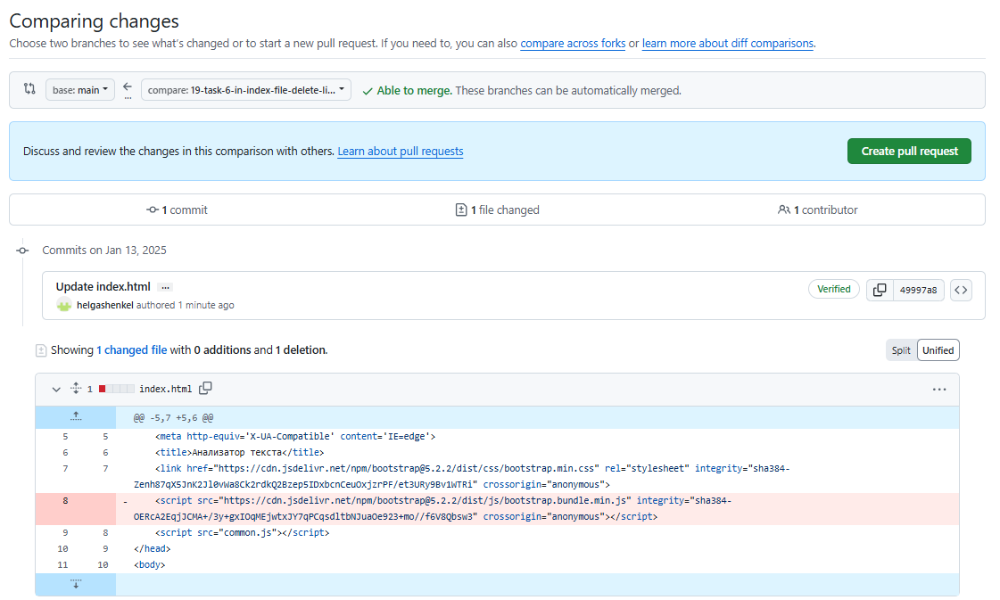 Comparing changes
Choose two branches to see what's changed or to start a new pull request. If you need to, you can also compare across forks or learn more about diff comparisons.
base: main
compare: 19-task-6-in-index-file-delete-li...
Able to merge. These branches can be automatically merged.
Discuss and review the changes in this comparison with others. Learn about pull requests
Create pull request
1 commit
1 file changed
1 contributor
Commits on Jan 13, 2025
Update index.html ...
Verified
49997a8
helgashenkel authored 1 minute ago
Showing 1 changed file with 0 additions and 1 deletion.
Split
Unified
1 index.html
@@ -5,7 +5,6 @@
5 5 <meta http-equiv='X-UA-Compatible' content='IE=edge'>
6 6 <title>Анализатор текста</title>
7 7 <link href="https://cdn.jsdelivr.net/npm/bootstrap@5.2.2/dist/css/bootstrap.min.css" rel="stylesheet" integrity="sha384-
Zenh87qX5JnK2Jl0vWa8Ck2rdkQ2Bzep5IDxbcnCeuOxjzrPF/et3URy9Bv1WTRi" crossorigin="anonymous">
8 - <script src="https://cdn.jsdelivr.net/npm/bootstrap@5.2.2/dist/js/bootstrap.bundle.min.js" integrity="sha384-
OERcA2EqjJCMA+/3y+gxIOqMEjwtxJY7qPCqsdltbNJuaOe923+mo//f6V8Qbsw3" crossorigin="anonymous"></script>
9 8 <script src="common.js"></script>
10 9 </head>
11 10 <body>